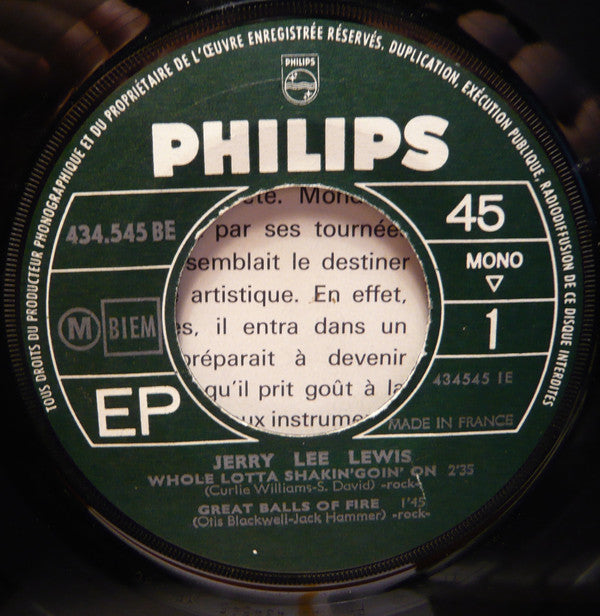 TOUS DROITS DU PRODUCTEUR PHONOGRAPHIQUE ET DU PROPRIÉTAIRE DE L'ŒUVRE ENREGISTRÉE RÉSERVÉS, DUPLICATION, EXÉCUTION PUBLIQUE, RADIODIFFUSION DE CE DISQUE INTERDITES
PHILIPS
PHILIPS
434.545 BE
45
MONO
M BIEM
1
434545 1E
EP
MADE IN FRANCE
par ses tournée
semblait le destiner
artistique. En effet,
il entra dans un
préparait à devenir
qu'il prit goût à la
ux instrume
JERRY LEE LEWIS
WHOLE LOTTA SHAKIN'GOIN' ON 2'35
(Curlie Williams-S. David) -rock-
GREAT BALLS OF FIRE 1'45
(Otis Blackwell-Jack Hammer) -rock-